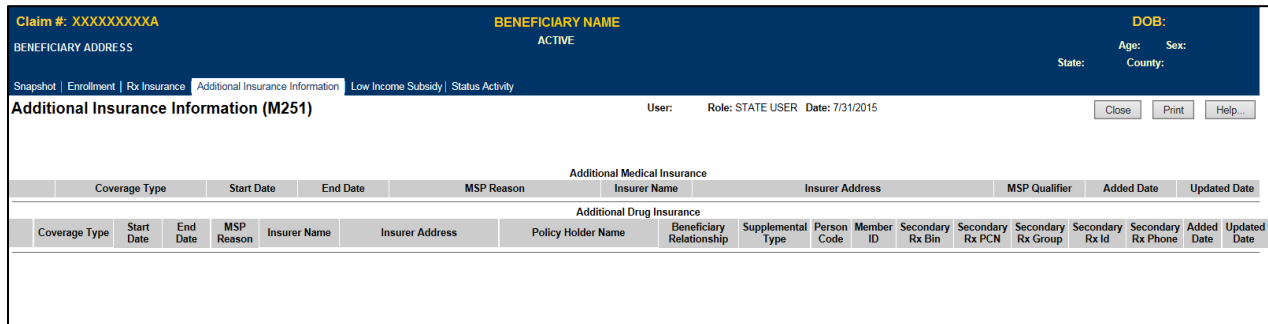 Claim #: XXXXXXXXXA BENEFICIARY NAME DOB:
BENEFICIARY ADDRESS ACTIVE Age: Sex:
State: County:
Snapshot | Enrollment | Rx Insurance | Additional Insurance Information | Low Income Subsidy | Status Activity
Additional Insurance Information (M251) User: Role: STATE USER Date: 7/31/2015 Close Print Help...
Additional Medical Insurance
Coverage Type Start Date End Date MSP Reason Insurer Name Insurer Address MSP Qualifier Added Date Updated Date
Additional Drug Insurance
Coverage Type Start Date End Date MSP Reason Insurer Name Insurer Address Policy Holder Name Beneficiary Relationship Supplemental Type Person Code Member ID Secondary Rx Bin Secondary Rx PCN Secondary Rx Group Secondary Rx Id Secondary Rx Phone Added Date Updated Date